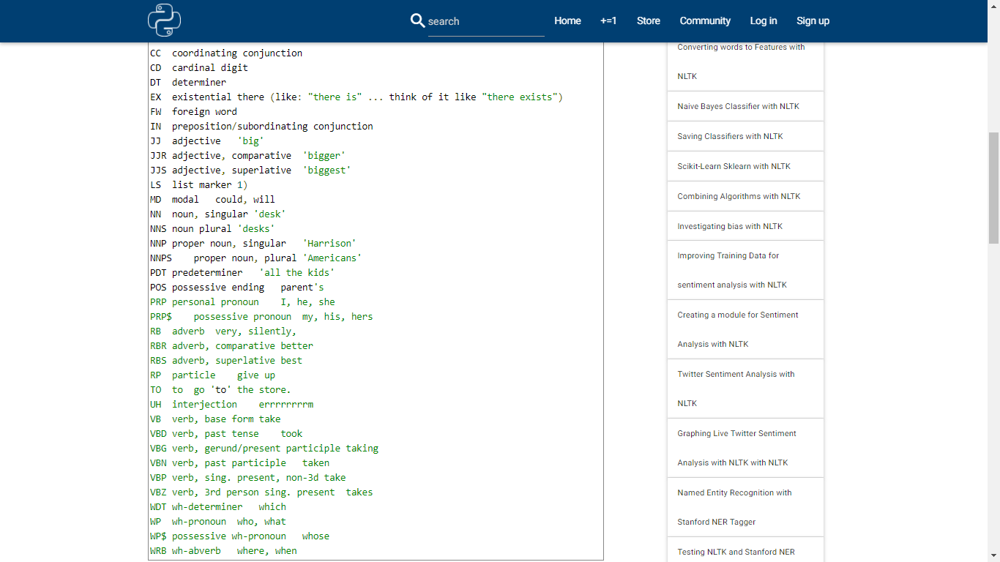 search
Home
+=1
Store
Community
Log in
Sign up
CC coordinating conjunction
CD cardinal digit
DT determiner
EX existential there (like: "there is" ... think of it like "there exists")
FW foreign word
IN preposition/subordinating conjunction
JJ adjective 'big'
JJR adjective, comparative 'bigger'
JJS adjective, superlative 'biggest'
LS list marker 1)
MD modal could, will
NN noun, singular 'desk'
NNS noun plural 'desks'
NNP proper noun, singular 'Harrison'
NNPS proper noun, plural 'Americans'
PDT predeterminer 'all the kids'
POS possessive ending parent's
PRP personal pronoun I, he, she
PRP$ possessive pronoun my, his, hers
RB adverb very, silently,
RBR adverb, comparative better
RBS adverb, superlative best
RP particle give up
TO to go 'to' the store.
UH interjection errrrrrrrm
VB verb, base form take
VBD verb, past tense took
VBG verb, gerund/present participle taking
VBN verb, past participle taken
VBP verb, sing. present, non-3d take
VBZ verb, 3rd person sing. present takes
WDT wh-determiner which
WP wh-pronoun who, what
WP$ possessive wh-pronoun whose
WRB wh-abverb where, when
Converting words to Features with
NLTK
Naive Bayes Classifier with NLTK
Saving Classifiers with NLTK
Scikit-Learn Sklearn with NLTK
Combining Algorithms with NLTK
Investigating bias with NLTK
Improving Training Data for
sentiment analysis with NLTK
Creating a module for Sentiment
Analysis with NLTK
Twitter Sentiment Analysis with
NLTK
Graphing Live Twitter Sentiment
Analysis with NLTK with NLTK
Named Entity Recognition with
Stanford NER Tagger
Testing NLTK and Stanford NER